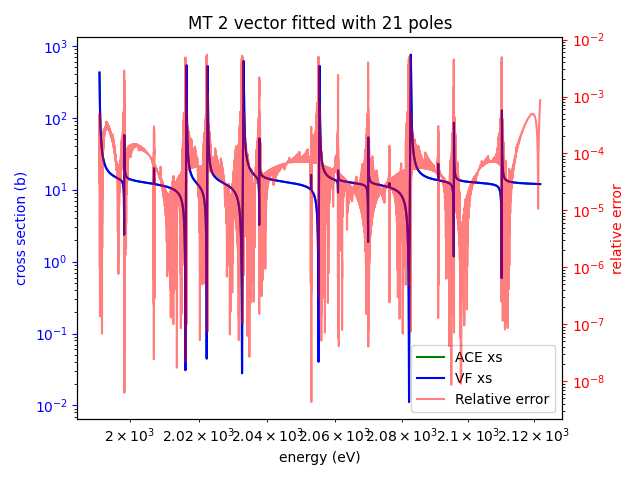 MT 2 vector fitted with 21 poles
10³
10²
10¹
10⁰
10⁻¹
10⁻²
cross section (b)
10⁻²
10⁻³
10⁻⁴
10⁻⁵
10⁻⁶
10⁻⁷
10⁻⁸
relative error
ACE xs
VF xs
Relative error
2 × 10³ 2.02 × 10³ 2.04 × 10³ 2.06 × 10³ 2.08 × 10³ 2.1 × 10³ 2.12 × 10³
energy (eV)